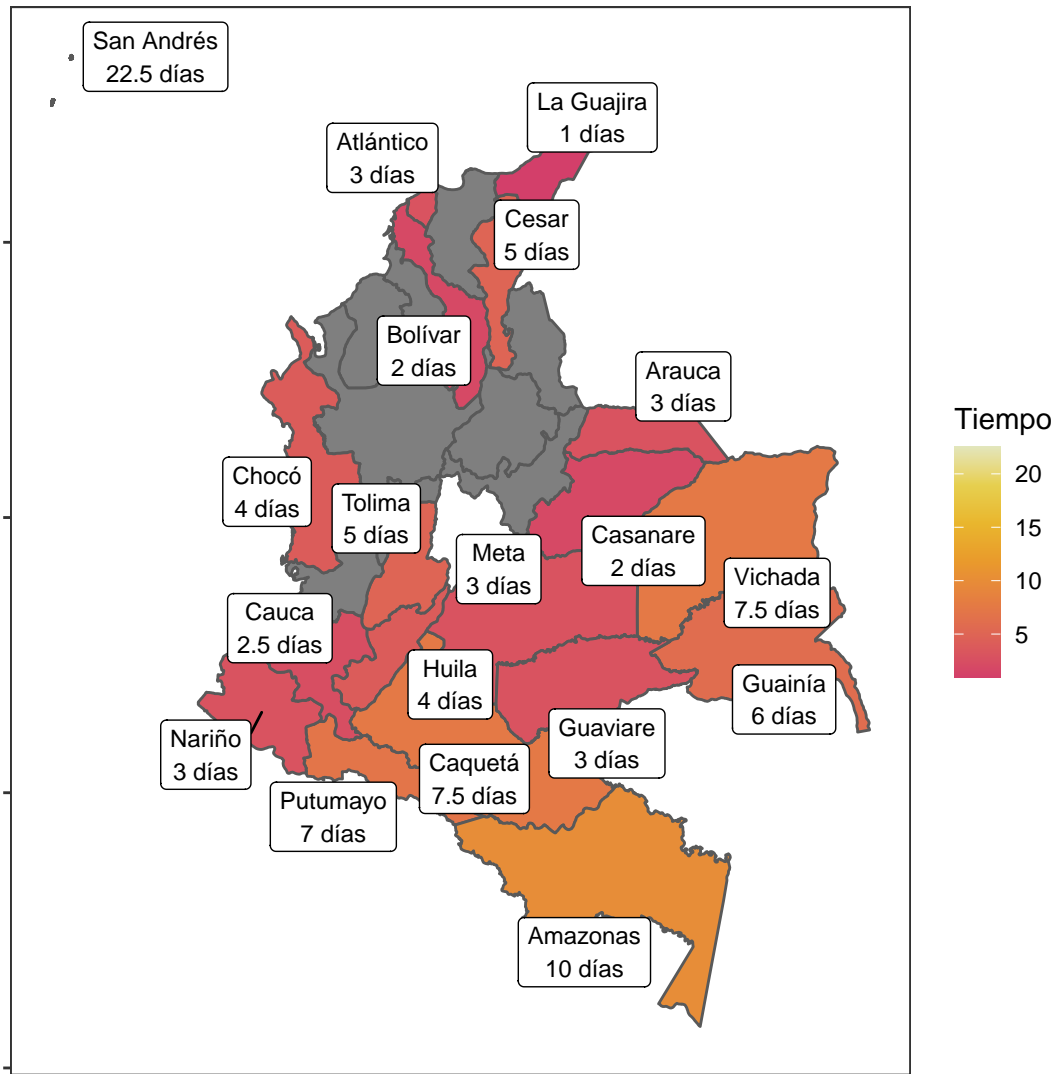 San Andrés
22.5 días
La Guajira
1 días
Atlántico
3 días
Cesar
5 días
Bolívar
2 días
Arauca
3 días
Chocó
4 días
Tolima
5 días
Meta
3 días
Casanare
2 días
Vichada
7.5 días
Cauca
2.5 días
Huila
4 días
Guainía
6 días
Nariño
3 días
Guaviare
3 días
Caquetá
7.5 días
Putumayo
7 días
Amazonas
10 días
Tiempo
20
15
10
5